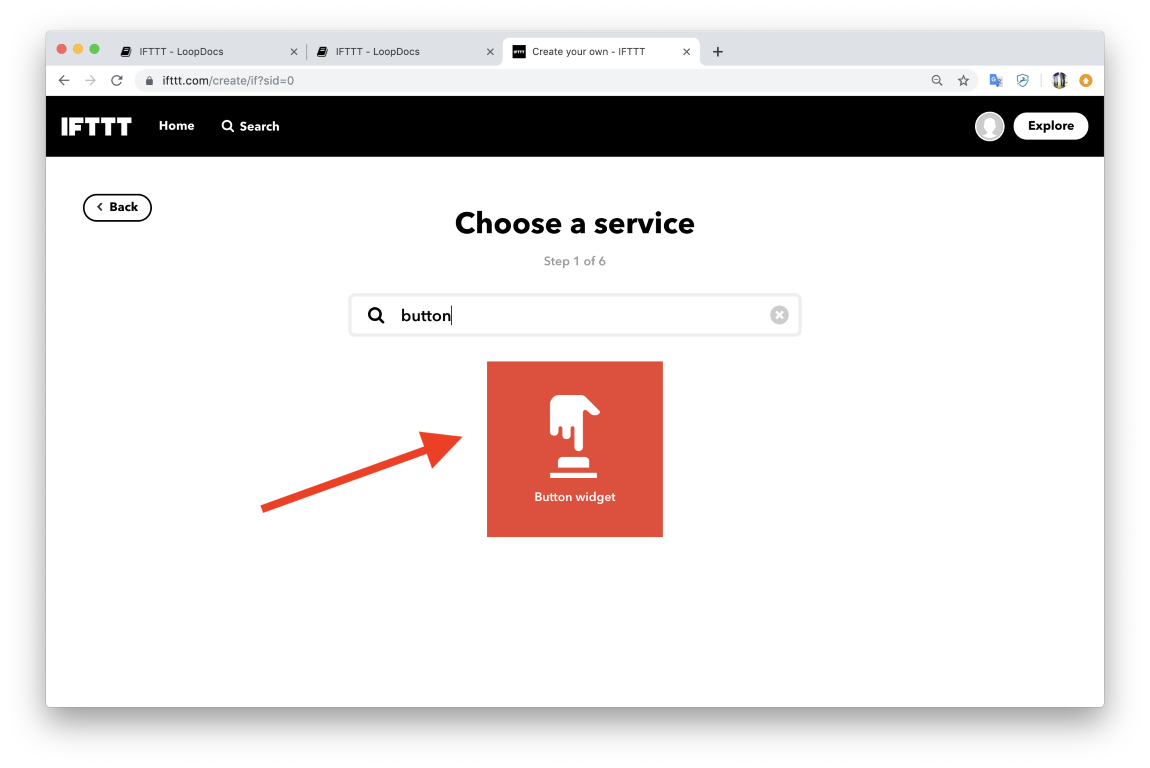 IFTTT - LoopDocs
IFTTT - LoopDocs
Create your own - IFTTT
ifttt.com/create/if?sid=0
IFTTT
Home
Search
Explore
Back
Choose a service
Step 1 of 6
button
Button widget